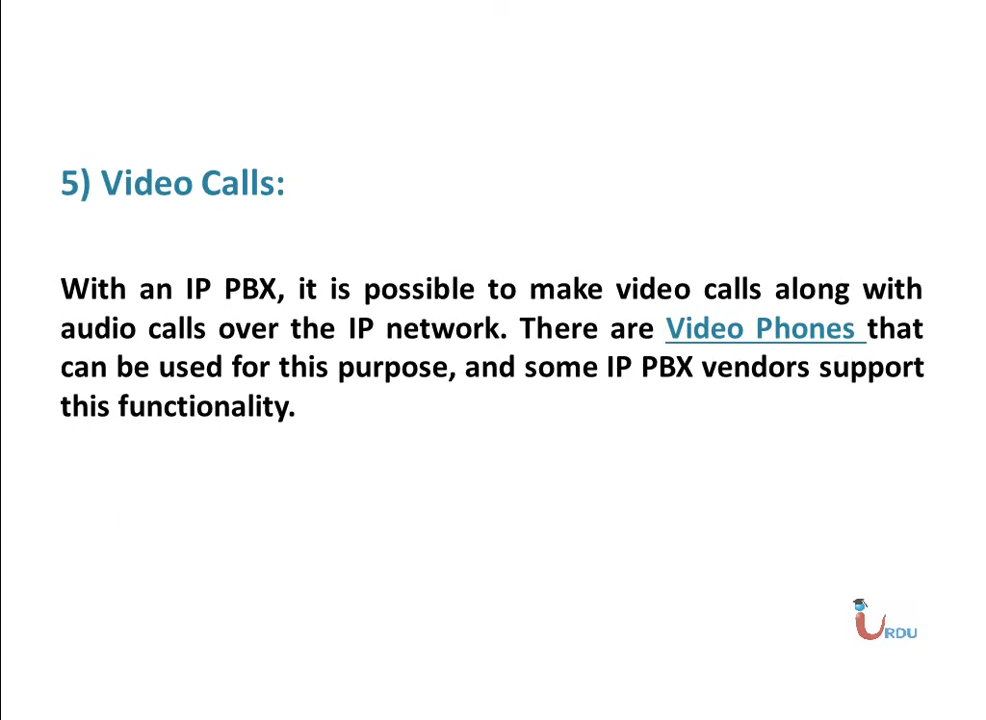 5) Video Calls:
With an IP PBX, it is possible to make video calls along with
audio calls over the IP network. There are Video Phones that
can be used for this purpose, and some IP PBX vendors support
this functionality.
URDU